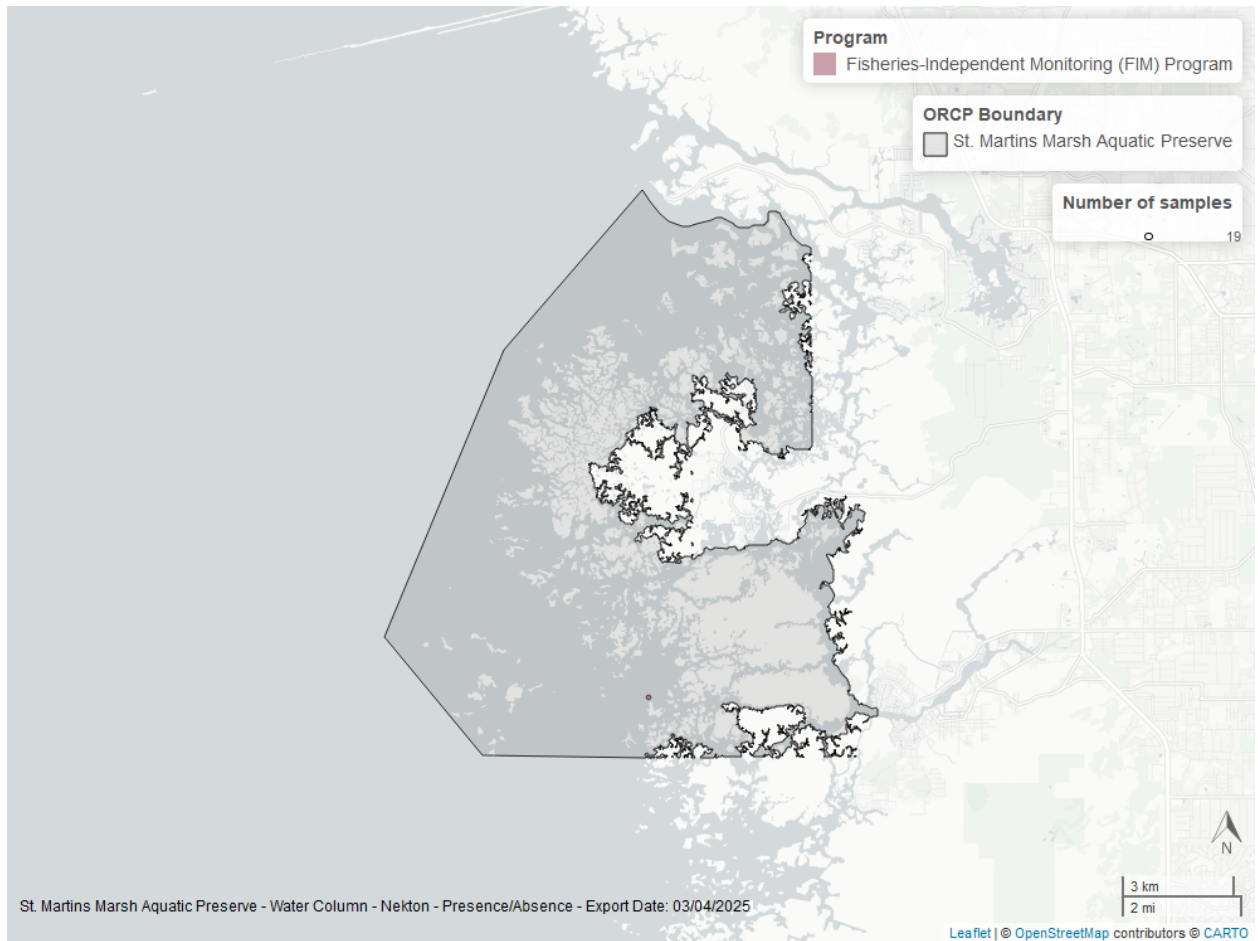 Program
Fisheries-Independent Monitoring (FIM) Program
ORCP Boundary
St. Martins Marsh Aquatic Preserve
Number of samples
19
N
3 km
2 mi
St. Martins Marsh Aquatic Preserve - Water Column - Nekton - Presence/Absence - Export Date: 03/04/2025
Leaflet | © OpenStreetMap contributors © CARTO